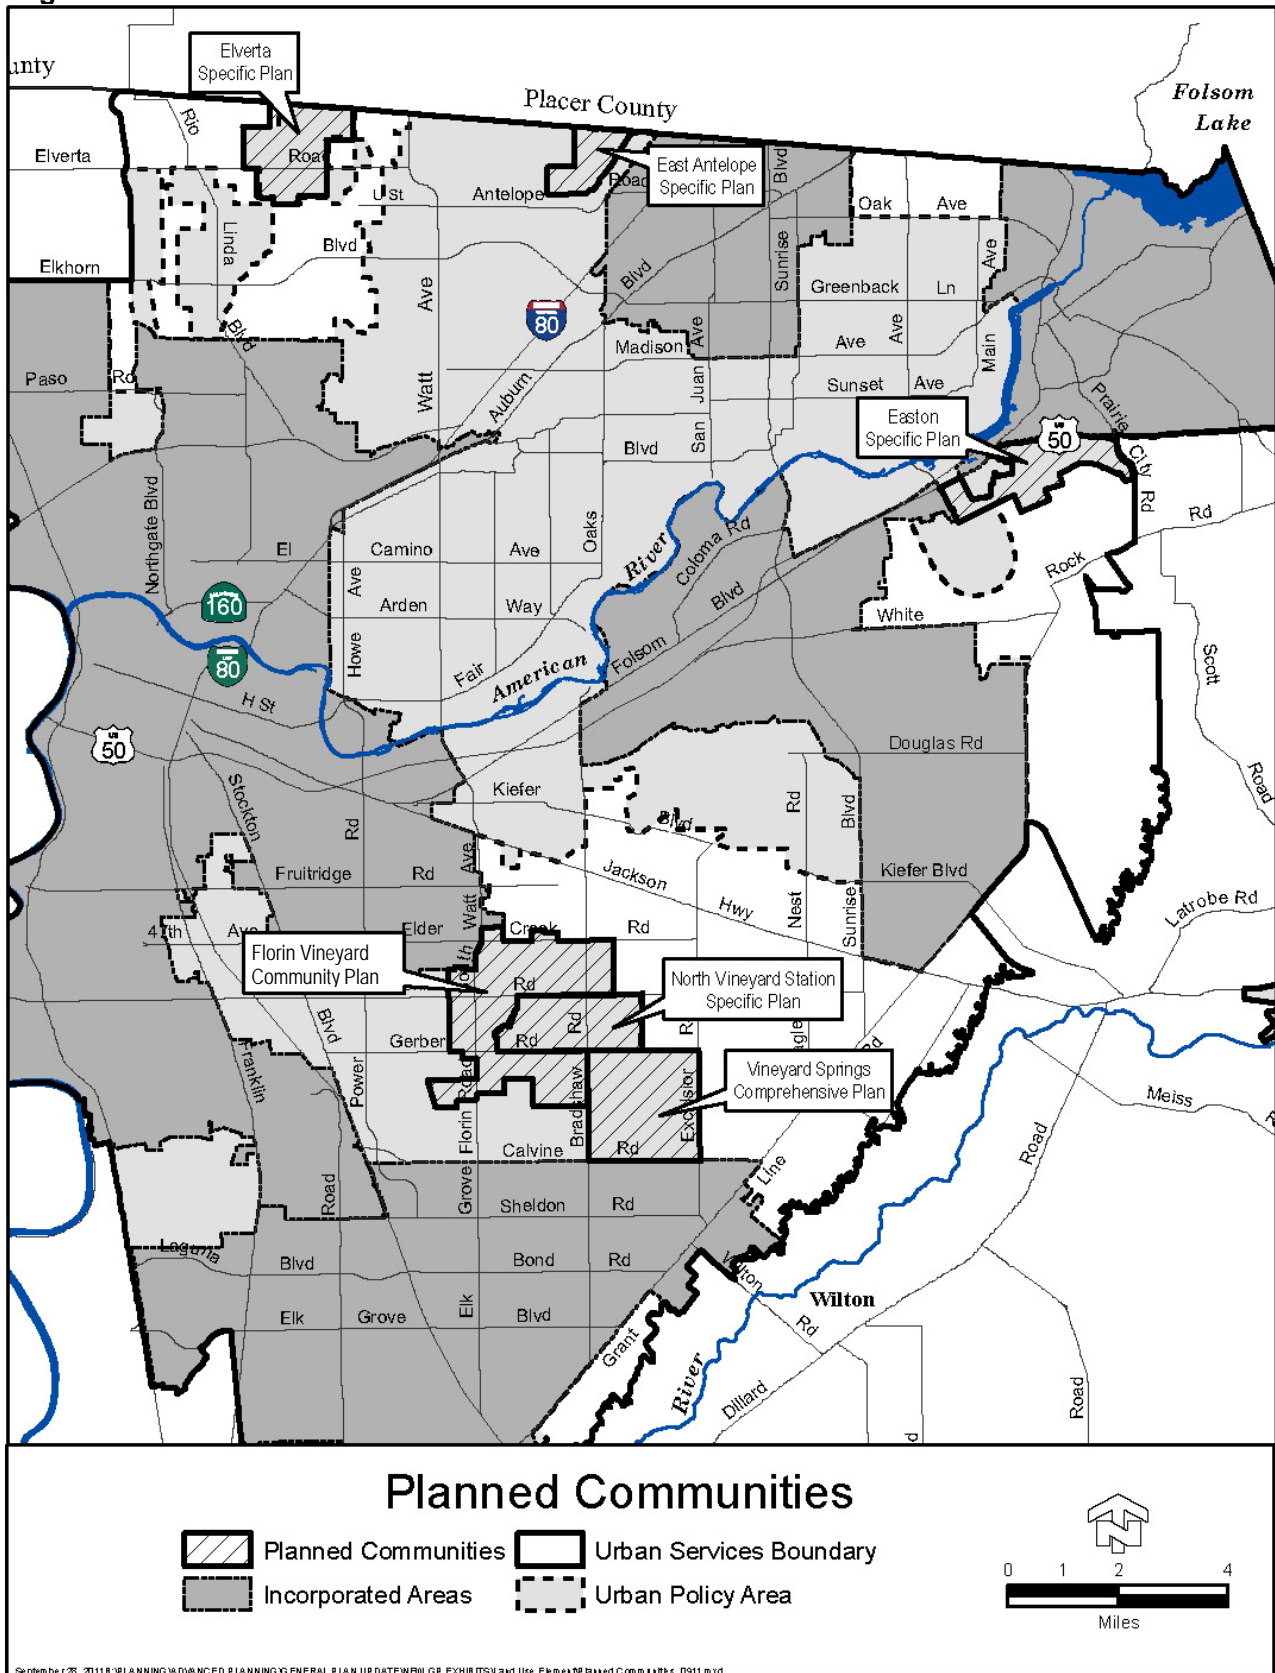 Elverta
Specific Plan
unty
Placer County
Folsom
Lake
Rio
Elverta
Road
East Antelope
Specific Plan
Road
Blvd
U St
Antelope
Oak Ave
Linda
Blvd
Sunrise
Ave
Elkhorn
Blvd
Ave
Greenback Ln
80
Blvd
Ave
Ave
Madison
Ave
Main
Paso Rd
Watt
Auburn
Juan
Sunset Ave
Prairie
Easton
Specific Plan
50
San
Blvd
City
Rd
Northgate Blvd
Oaks
Coloma Rd
Rd
El Camino Ave
River
Rock
Ave
160
Arden Way
Blvd
White
80
Howe
Fair
American
Folsom
Scott
H St
US
50
Douglas Rd
Stockton
Kiefer
Blvd
Rd
Blvd
Road
Rd
Fruitridge Rd
Ave
Jackson
Hwy
Kiefer Blvd
Nest
Sunrise
Latrobe Rd
47th Ave
Elder Creek Rd
Watt
Florin Vineyard
Community Plan
Rd
North Vineyard Station
Specific Plan
Blvd
Gerber
Rd
Rd
Rd
Franklin
Power
Road
Bradshaw
Vineyard Springs
Comprehensive Plan
Excelsior
Meiss
Florin
Calvine
Rd
Road
Line
Road
Grove
Sheldon Rd
Laguna
Blvd
Bond Rd
Wilton
Elk
Elk Grove Blvd
Wilton
Rd
Grant
River
Dillard
Road
Planned Communities
Planned Communities
Urban Services Boundary
Incorporated Areas
Urban Policy Area
N
0 1 2 4
Miles